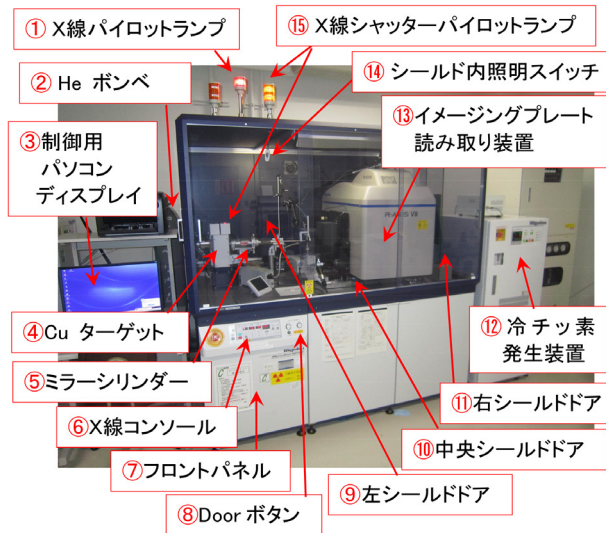 ① X線パイロットランプ
⑮ X線シャッターパイロットランプ
② He ボンベ
⑭ シールド内照明スイッチ
③制御用
パソコン
ディスプレイ
⑬イメージングプレート
読み取り装置
④Cu ターゲット
⑫ 冷チッ素
発生装置
⑤ミラーシリンダー
⑪右シールドドア
⑥X線コンソール
⑩中央シールドドア
⑦フロントパネル
⑨左シールドドア
⑧Door ボタン